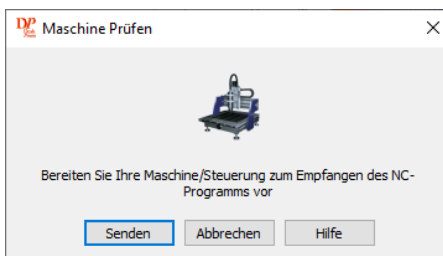 Maschine Prüfen
Bereiten Sie Ihre Maschine/Steuerung zum Empfangen des NC-
Programms vor
Senden Abbrechen Hilfe